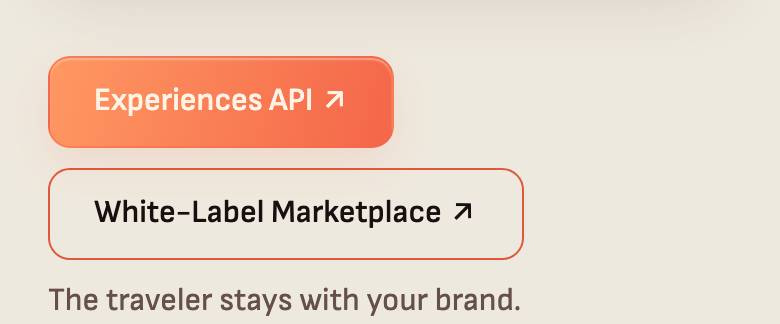 Experiences API ↗
White-Label Marketplace ↗
The traveler stays with your brand.